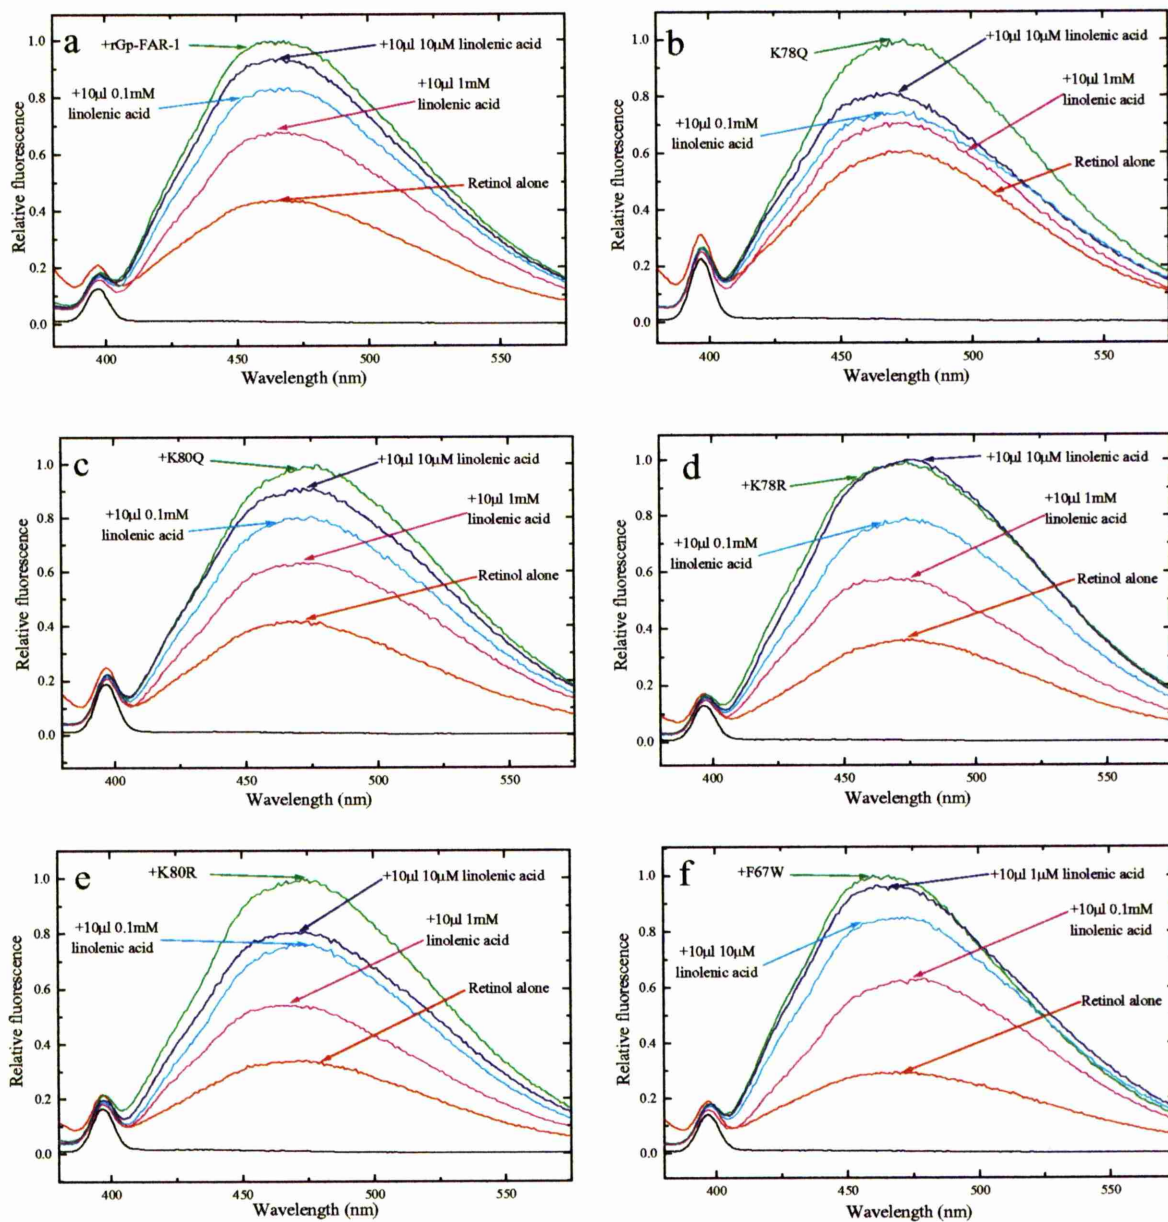 a
+rGp-FAR-1
+10μl 10μM linolenic acid
+10μl 0.1mM
linolenic acid
+10μl 1mM
linolenic acid
Retinol alone
Relative fluorescence
1.0
0.8
0.6
0.4
0.2
0.0
400
450
500
550
Wavelength (nm)
b
K78Q
+10μl 10μM linolenic acid
+10μl 1mM
linolenic acid
+10μl 0.1mM
linolenic acid
Retinol alone
Relative fluorescence
1.0
0.8
0.6
0.4
0.2
0.0
400
450
500
550
Wavelength (nm)
c
+K80Q
+10μl 10μM linolenic acid
+10μl 0.1mM
linolenic acid
+10μl 1mM
linolenic acid
Retinol alone
Relative fluorescence
1.0
0.8
0.6
0.4
0.2
0.0
400
450
500
550
Wavelength (nm)
d
+10μl 10μM linolenic acid
+K78R
+10μl 1mM
linolenic acid
+10μl 0.1mM
linolenic acid
Retinol alone
Relative fluorescence
1.0
0.8
0.6
0.4
0.2
0.0
400
450
500
550
Wavelength (nm)
e
+K80R
+10μl 10μM linolenic acid
+10μl 0.1mM
linolenic acid
+10μl 1mM
linolenic acid
Retinol alone
Relative fluorescence
1.0
0.8
0.6
0.4
0.2
0.0
400
450
500
550
Wavelength (nm)
f
+F67W
+10μl 1μM linolenic acid
+10μl 0.1mM
linolenic acid
+10μl 10μM
linolenic acid
Retinol alone
Relative fluorescence
1.0
0.8
0.6
0.4
0.2
0.0
400
450
500
550
Wavelength (nm)